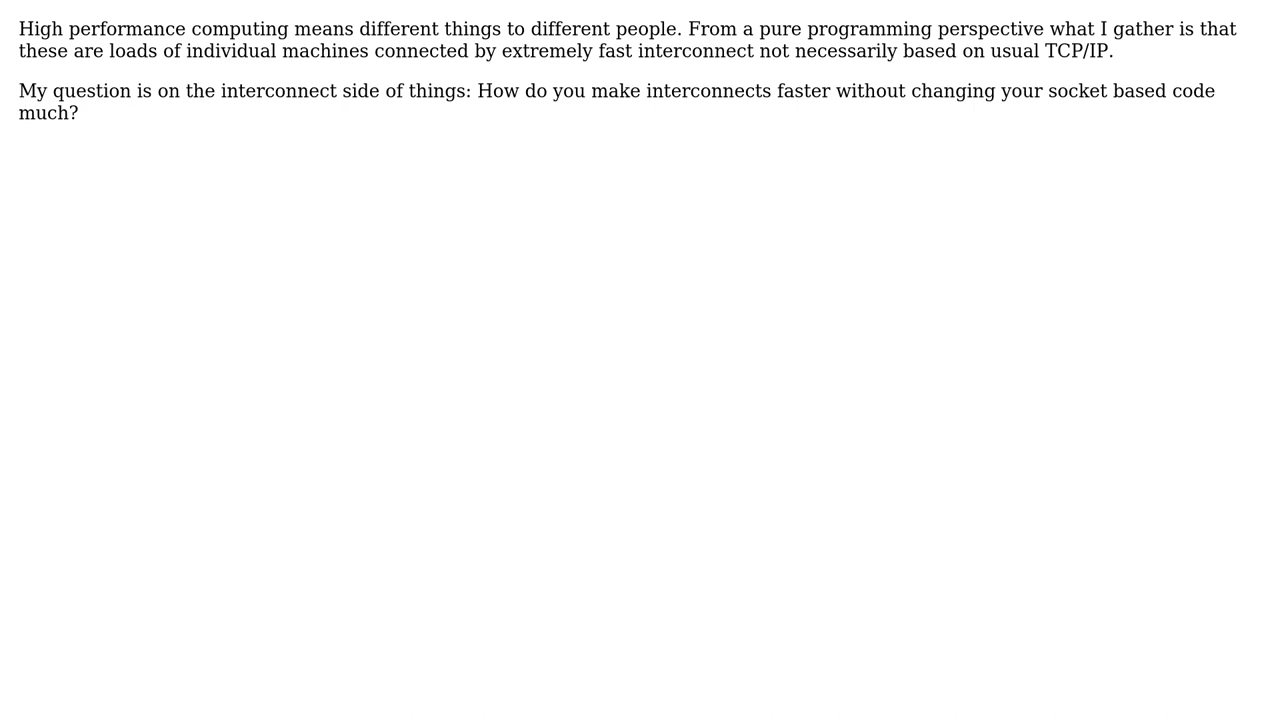 High performance computing means different things to different people. From a pure programming perspective what I gather is that
these are loads of individual machines connected by extremely fast interconnect not necessarily based on usual TCP/IP.
My question is on the interconnect side of things: How do you make interconnects faster without changing your socket based code
much?